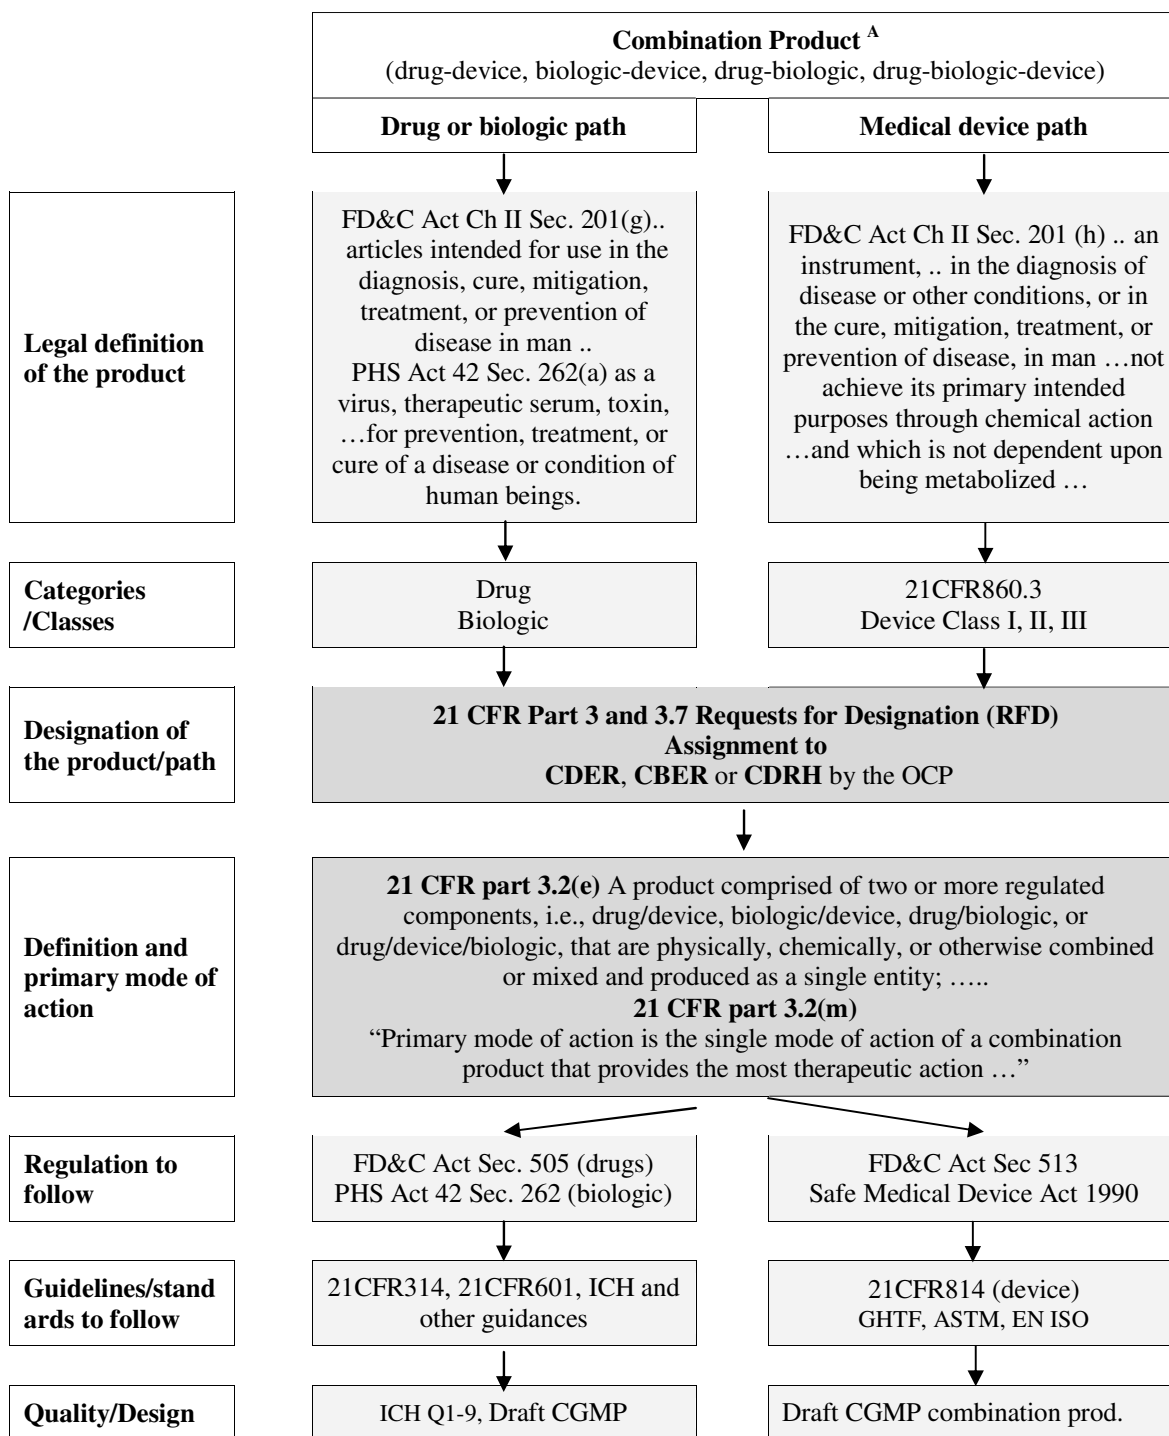 Combination Product A
(drug-device, biologic-device, drug-biologic, drug-biologic-device)
Drug or biologic path
Medical device path
Legal definition
of the product
FD&C Act Ch II Sec. 201(g)..
articles intended for use in the
diagnosis, cure, mitigation,
treatment, or prevention of
disease in man ..
PHS Act 42 Sec. 262(a) as a
virus, therapeutic serum, toxin,
…for prevention, treatment, or
cure of a disease or condition of
human beings.
FD&C Act Ch II Sec. 201 (h) .. an
instrument, .. in the diagnosis of
disease or other conditions, or in
the cure, mitigation, treatment, or
prevention of disease, in man …not
achieve its primary intended
purposes through chemical action
…and which is not dependent upon
being metabolized …
Categories
/Classes
Drug
Biologic
21CFR860.3
Device Class I, II, III
Designation of
the product/path
21 CFR Part 3 and 3.7 Requests for Designation (RFD)
Assignment to
CDER, CBER or CDRH by the OCP
Definition and
primary mode of
action
21 CFR part 3.2(e) A product comprised of two or more regulated
components, i.e., drug/device, biologic/device, drug/biologic, or
drug/device/biologic, that are physically, chemically, or otherwise combined
or mixed and produced as a single entity; …..
21 CFR part 3.2(m)
“Primary mode of action is the single mode of action of a combination
product that provides the most therapeutic action …”
Regulation to
follow
FD&C Act Sec. 505 (drugs)
PHS Act 42 Sec. 262 (biologic)
FD&C Act Sec 513
Safe Medical Device Act 1990
Guidelines/stand
ards to follow
21CFR314, 21CFR601, ICH and
other guidances
21CFR814 (device)
GHTF, ASTM, EN ISO
Quality/Design
ICH Q1-9, Draft CGMP
Draft CGMP combination prod.